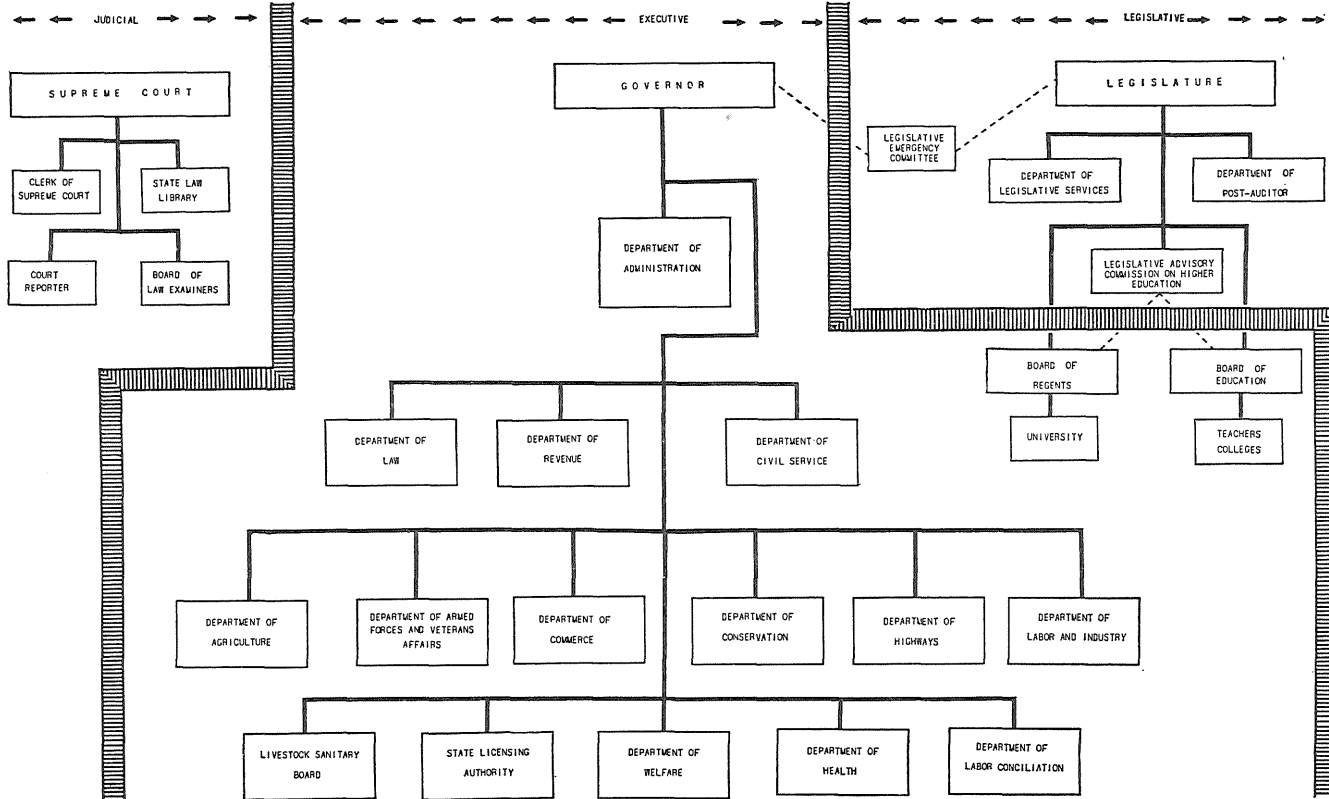 JUDICIAL
EXECUTIVE
LEGISLATIVE
SUPREME COURT
GOVERNOR
LEGISLATURE
LEGISLATIVE
EMERGENCY
COMMITTEE
CLERK OF
SUPREME COURT
STATE LAW
LIBRARY
DEPARTMENT OF
LEGISLATIVE SERVICES
DEPARTMENT OF
POST-AUDITOR
COURT
REPORTER
BOARD OF
LAW EXAMINERS
DEPARTMENT OF
ADMINISTRATION
LEGISLATIVE ADVISORY
COMMISSION ON HIGHER
EDUCATION
BOARD OF
REGENTS
BOARD OF
EDUCATION
UNIVERSITY
TEACHERS
COLLEGES
DEPARTMENT OF
LAW
DEPARTMENT OF
REVENUE
DEPARTMENT OF
CIVIL SERVICE
DEPARTMENT OF
AGRICULTURE
DEPARTMENT OF ARMED
FORCES AND VETERANS
AFFAIRS
DEPARTMENT OF
COMMERCE
DEPARTMENT OF
CONSERVATION
DEPARTMENT OF
HIGHWAYS
DEPARTMENT OF
LABOR AND INDUSTRY
LIVESTOCK SANITARY
BOARD
STATE LICENSING
AUTHORITY
DEPARTMENT OF
WELFARE
DEPARTMENT OF
HEALTH
DEPARTMENT OF
LABOR CONCILIATION